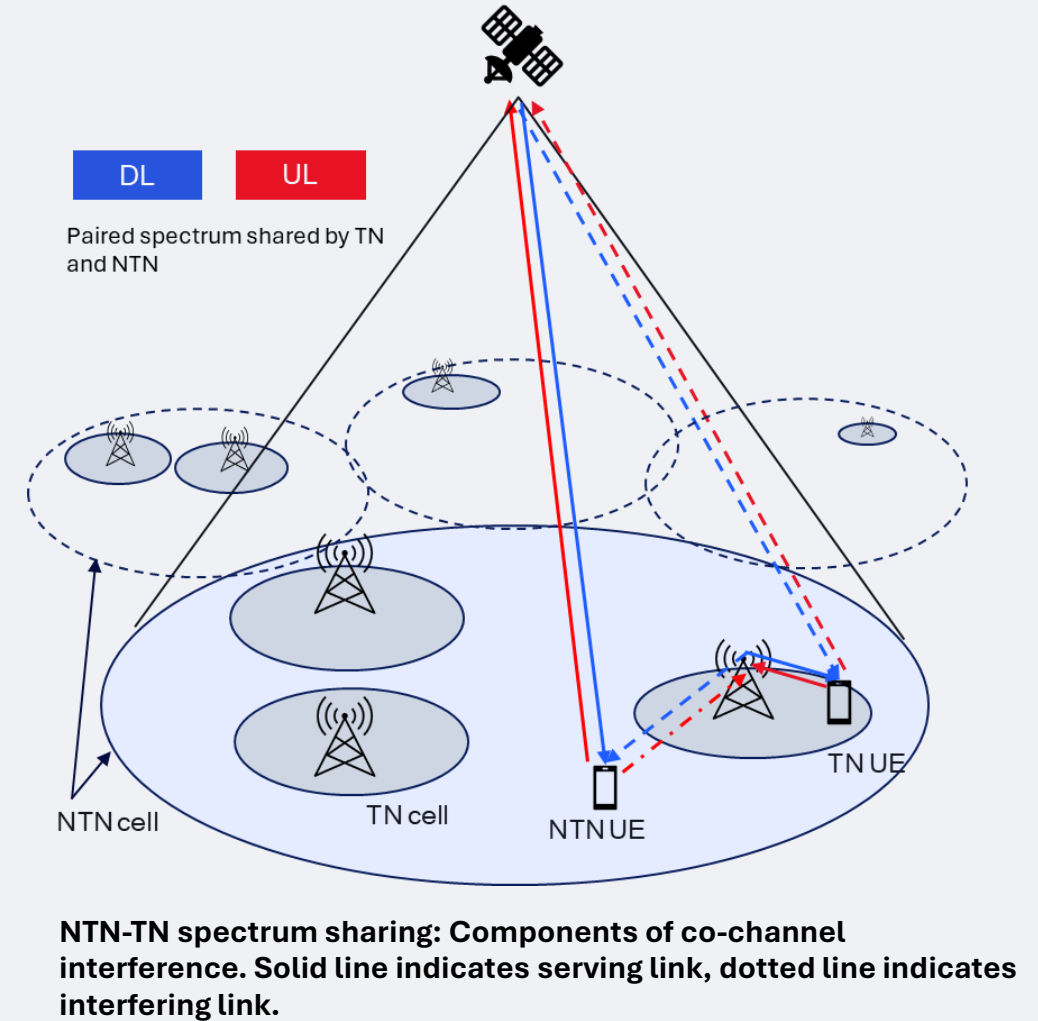 DL
UL
Paired spectrum shared by TN
and NTN
TN UE
TN cell
NTN cell
NTN UE
NTN-TN spectrum sharing: Components of co-channel
interference. Solid line indicates serving link, dotted line indicates
interfering link.